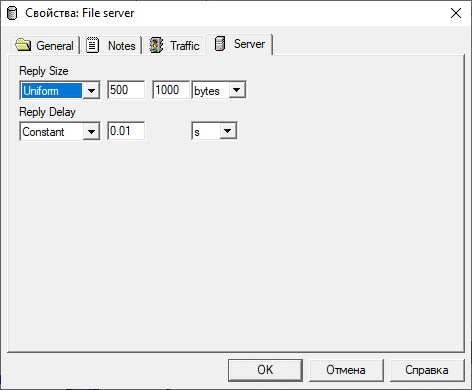 Свойства: File server
General Notes Traffic Server
Reply Size
Uniform 500 1000 bytes
Reply Delay
Constant 0.01 s
OK Отмена Справка